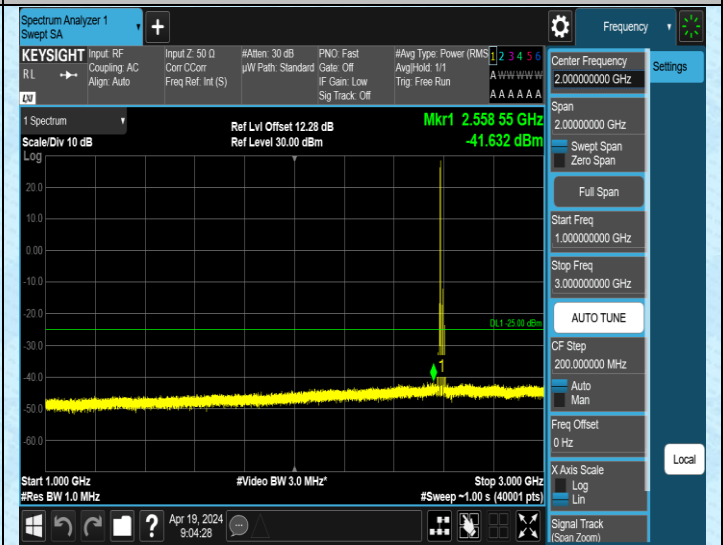 Spectrum Analyzer 1
Swept SA
+
Frequency
KEYSIGHT
RL
LXI
Input: RF
Coupling: AC
Align: Auto
Input Z: 50 Ω
Corr CCorr
Freq Ref: Int (S)
#Atten: 30 dB
µW Path: Standard
PNO: Fast
Gate: Off
IF Gain: Low
Sig Track: Off
#Avg Type: Power (RMS
Avg|Hold: 1/1
Trig: Free Run
1 2 3 4 5 6
A W W W W W
A A A A A A
1 Spectrum
Scale/Div 10 dB
Log
Ref Lvl Offset 12.28 dB
Ref Level 30.00 dBm
Mkr1 2.558 55 GHz
-41.632 dBm
20.0
10.0
0.00
-10.0
-20.0
-30.0
-40.0
-50.0
-60.0
DL1 -25.00 dBm
1
Start 1.000 GHz
#Res BW 1.0 MHz
#Video BW 3.0 MHz*
Stop 3.000 GHz
#Sweep ~1.00 s (40001 pts)
Center Frequency
2.000000000 GHz
Span
2.00000000 GHz
Swept Span
Zero Span
Full Span
Start Freq
1.000000000 GHz
Stop Freq
3.000000000 GHz
AUTO TUNE
CF Step
200.000000 MHz
Auto
Man
Freq Offset
0 Hz
X Axis Scale
Log
Lin
Signal Track
(Span Zoom)
Settings
Local
?
Apr 19, 2024
9:04:28